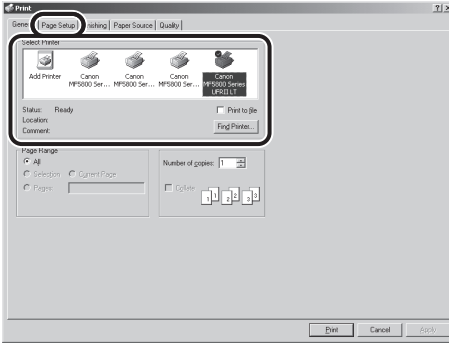 Print
General Page Setup Finishing Paper Source Quality
Select Printer
Add Printer
Canon MF5800 Ser...
Canon MF5800 Ser...
Canon MF5800 Ser...
Canon MF5800 Series UFRII LT
Status: Ready
Print to file
Location:
Comment:
Find Printer...
Page Range
All
Number of copies: 1
Selection Current Page
Pages:
Collate
1 1 2 2 3 3
Print Cancel Apply